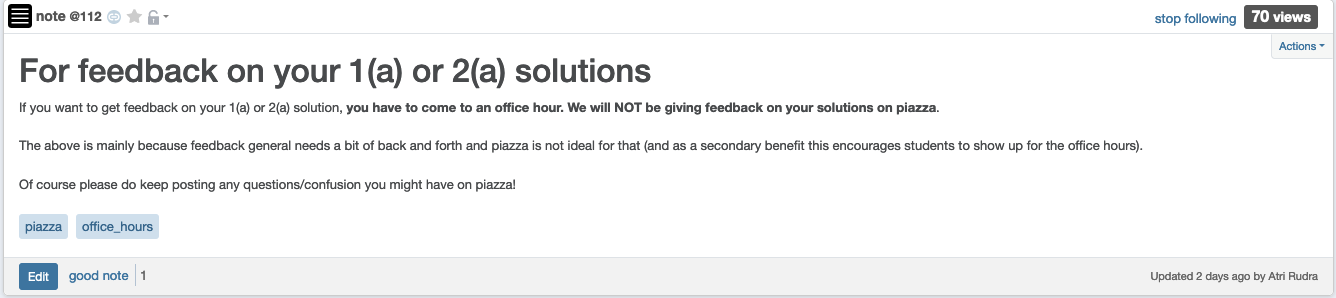 note @112
stop following 70 views
Actions
For feedback on your 1(a) or 2(a) solutions
If you want to get feedback on your 1(a) or 2(a) solution, you have to come to an office hour. We will NOT be giving feedback on your solutions on piazza.
The above is mainly because feedback general needs a bit of back and forth and piazza is not ideal for that (and as a secondary benefit this encourages students to show up for the office hours).
Of course please do keep posting any questions/confusion you might have on piazza!
piazza office_hours
Edit good note 1 Updated 2 days ago by Atri Rudra